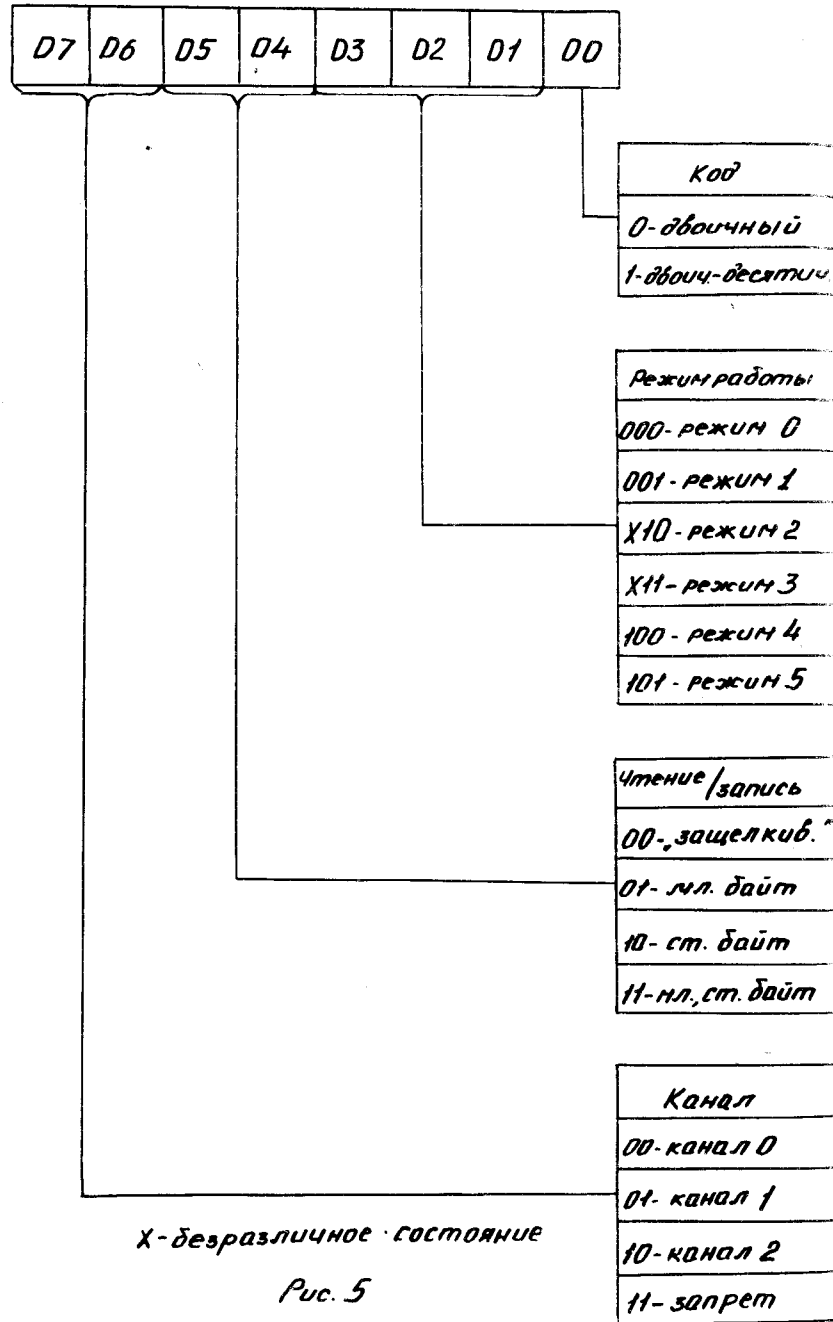 D7 D6 D5 D4 D3 D2 D1 D0
Код
0-двоичный
1-двоич.-десятич
Режим работы
000-режим 0
001-режим 1
X10-режим 2
X11-режим 3
100-режим 4
101-режим 5
Чтение/запись
00-„защелкив."
01-мл. байт
10-ст. байт
11-мл.,ст. байт
Канал
00-канал 0
01-канал 1
10-канал 2
11-запрет
X-безразличное состояние
Рис. 5